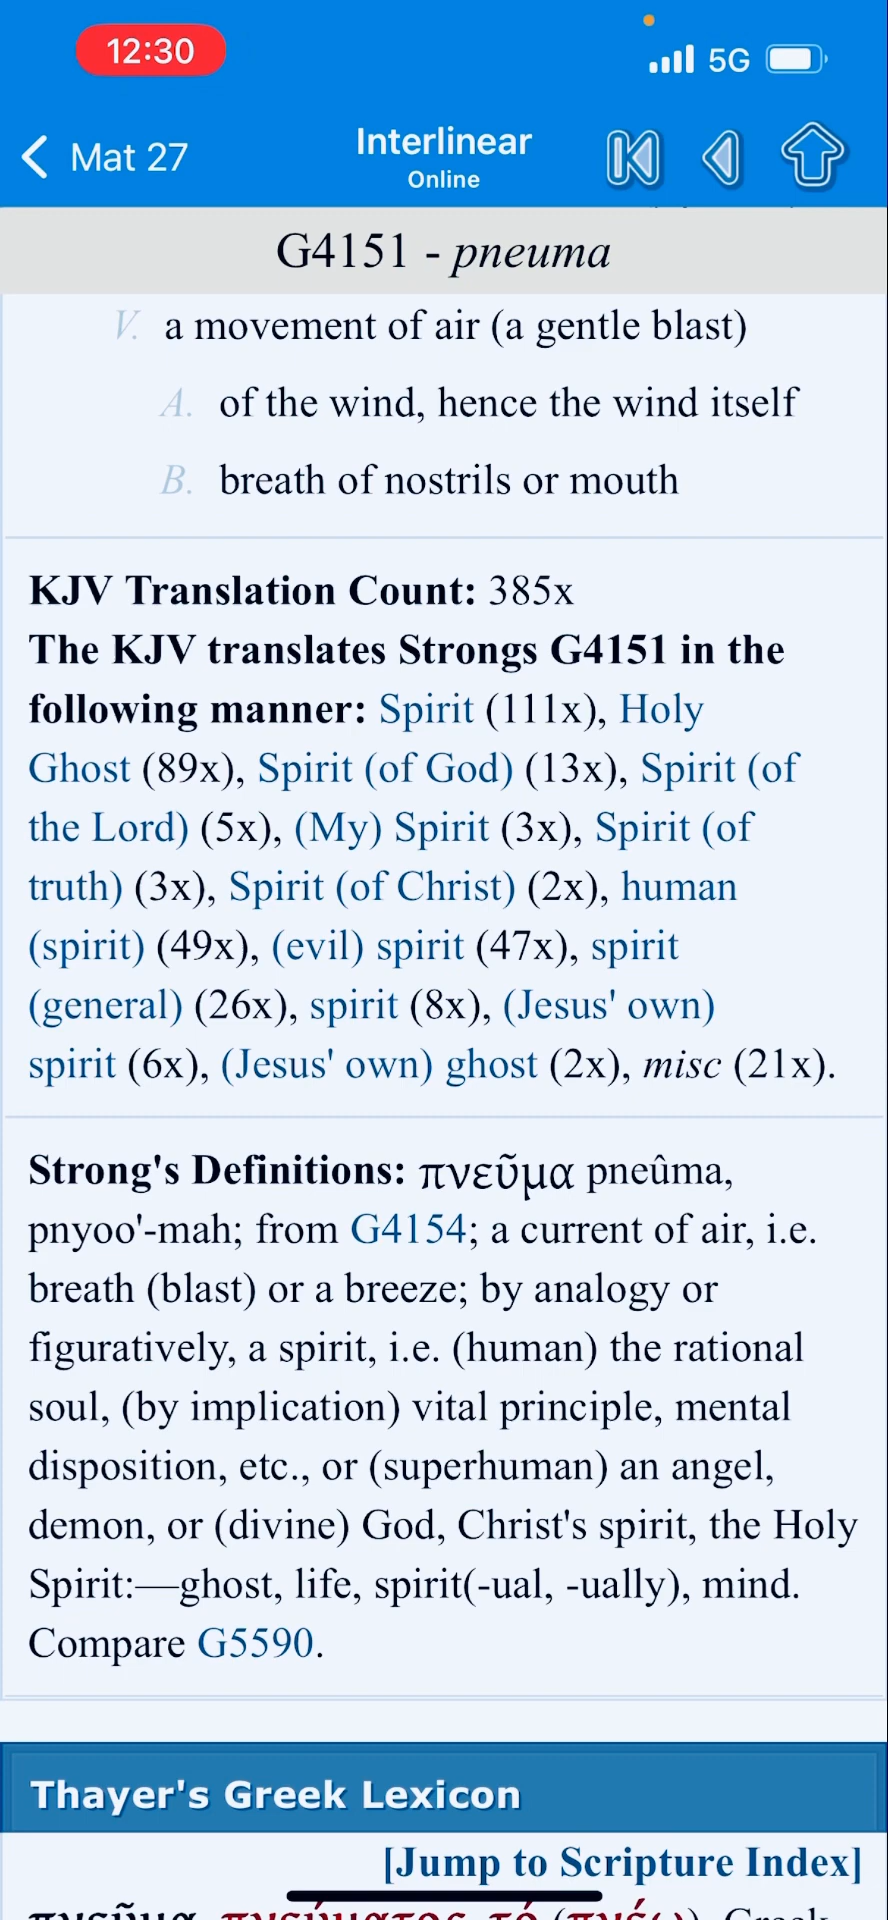 12:30
5G
Mat 27
Interlinear
Online
G4151 - pneuma
V. a movement of air (a gentle blast)
A. of the wind, hence the wind itself
B. breath of nostrils or mouth
KJV Translation Count: 385x
The KJV translates Strongs G4151 in the
following manner: Spirit (111x), Holy
Ghost (89x), Spirit (of God) (13x), Spirit (of
the Lord) (5x), (My) Spirit (3x), Spirit (of
truth) (3x), Spirit (of Christ) (2x), human
(spirit) (49x), (evil) spirit (47x), spirit
(general) (26x), spirit (8x), (Jesus' own)
spirit (6x), (Jesus' own) ghost (2x), misc (21x).
Strong's Definitions: πνεῦμα pneûma,
pnyoo'-mah; from G4154; a current of air, i.e.
breath (blast) or a breeze; by analogy or
figuratively, a spirit, i.e. (human) the rational
soul, (by implication) vital principle, mental
disposition, etc., or (superhuman) an angel,
demon, or (divine) God, Christ's spirit, the Holy
Spirit:—ghost, life, spirit(-ual, -ually), mind.
Compare G5590.
Thayer's Greek Lexicon
[Jump to Scripture Index]
πνεῦμα, πνεύματος, τό (πνέω), Greek